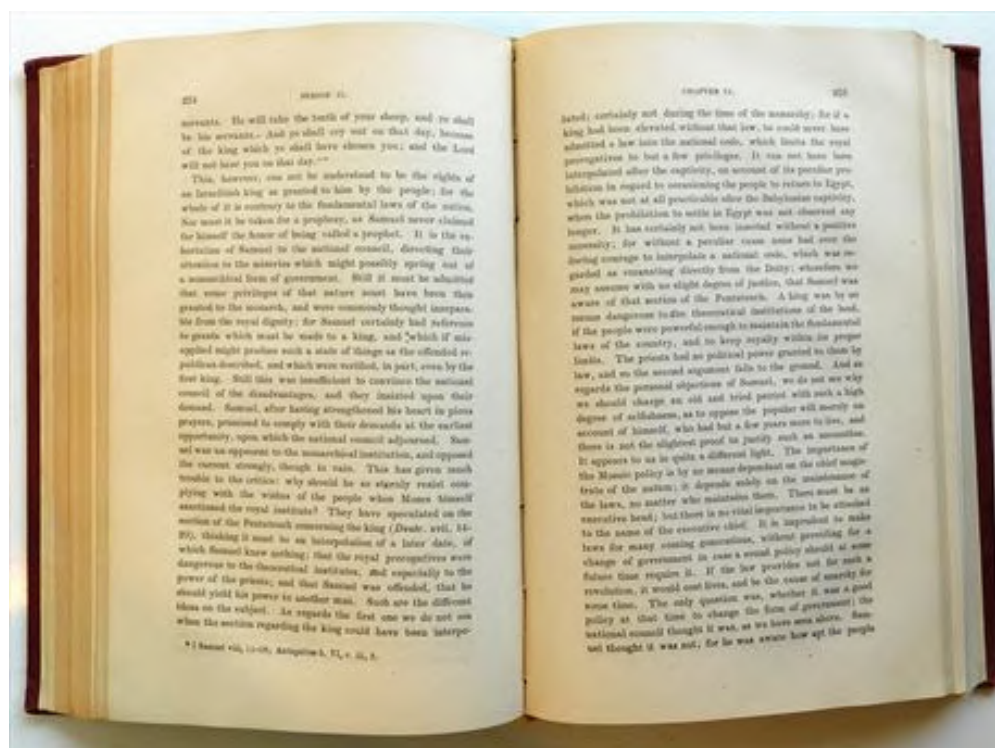 224
PERIOD II.
servants. He will take the tenth of your sheep, and ye shall
be his servants. And ye shall cry out on that day, because
of the king which ye shall have chosen you; and the Lord
will not hear you on that day."*
This, however, can not be understood to be the rights of
an Israelitish king as granted to him by the people; for the
whole of it is contrary to the fundamental laws of the nation.
Nor must it be taken for a prophecy, as Samuel never claimed
for himself the honor of being called a prophet. It is the ex-
hortation of Samuel to the national council, directing their
attention to the miseries which might possibly spring out of
a monarchical form of government. Still it must be admitted
that some privileges of that nature must have been then
granted to the monarch, and were commonly thought insepara-
ble from the royal dignity; for Samuel certainly had reference
to grants which must be made to a king, and which if mis-
applied might produce such a state of things as the offended re-
publican described, and which were verified, in part, even by the
first king. Still this was insufficient to convince the national
council of the disadvantages, and they insisted upon their
demand. Samuel, after having strengthened his heart in pious
prayers, promised to comply with their demands at the earliest
opportunity, upon which the national council adjourned. Sam-
uel was an opponent to the monarchical institution, and opposed
the current strongly, though in vain. This has given much
trouble to the critics: why should he so sternly resist com-
plying with the wishes of the people when Moses himself
sanctioned the royal institute? They have speculated on the
section of the Pentateuch concerning the king (Deute. xvii, 14-
20), thinking it must be an interpolation of a later date, of
which Samuel knew nothing; that the royal prerogatives were
dangerous to the theocratical institutes, and especially to the
power of the priests; and that Samuel was offended, that he
should yield his power to another man. Such are the different
ideas on the subject. As regards the first one we do not see
when the section regarding the king could have been interpo-
* I Samuel viii, 11-18, Antiquities b. VI, c. iii, 5.
CHAPTER VI.
225
lated; certainly not during the time of the monarchy; for if a
king had been elevated without that law, he could never have
admitted a law into the national code, which limits the royal
prerogatives to but a few privileges. It can not have been
interpolated after the captivity, on account of its peculiar pro-
hibition in regard to occasioning the people to return to Egypt,
which was not at all practicable after the Babylonian captivity,
when the prohibition to settle in Egypt was not observed any
longer. It has certainly not been inserted without a positive
necessity; for without a peculiar cause none had ever the
daring courage to interpolate a national code, which was re-
garded as emanating directly from the Deity; wherefore we
may assume with no slight degree of justice, that Samuel was
aware of that section of the Pentateuch. A king was by no
means dangerous to the theocratical institutions of the land,
if the people were powerful enough to maintain the fundamental
laws of the country, and to keep royalty within its proper
limits. The priests had no political power granted to them by
law, and so the second argument falls to the ground. And as
regards the personal objections of Samuel, we do not see why
we should charge an old and tried patriot with such a high
degree of selfishness, as to oppose the popular will merely on
account of himself, who had but a few years more to live, and
there is not the slightest proof to justify such an assumption.
It appears to us in quite a different light. The importance of
the Mosaic policy is by no means dependent on the chief magis-
trate of the nation; it depends solely on the maintenance of
the laws, no matter who maintains them. There must be an
executive head; but there is no vital importance to be attached
to the name of the executive chief. It is imprudent to make
laws for many coming generations, without providing for a
change of government in case a sound policy should at some
future time require it. If the law provides not for such a
revolution, it would cost lives, and be the cause of anarchy for
some time. The only question was, whether it was a good
policy at that time to change the form of government; the
national council thought it was, as we have seen above. Sam-
uel thought it was not; for he was aware how apt the people